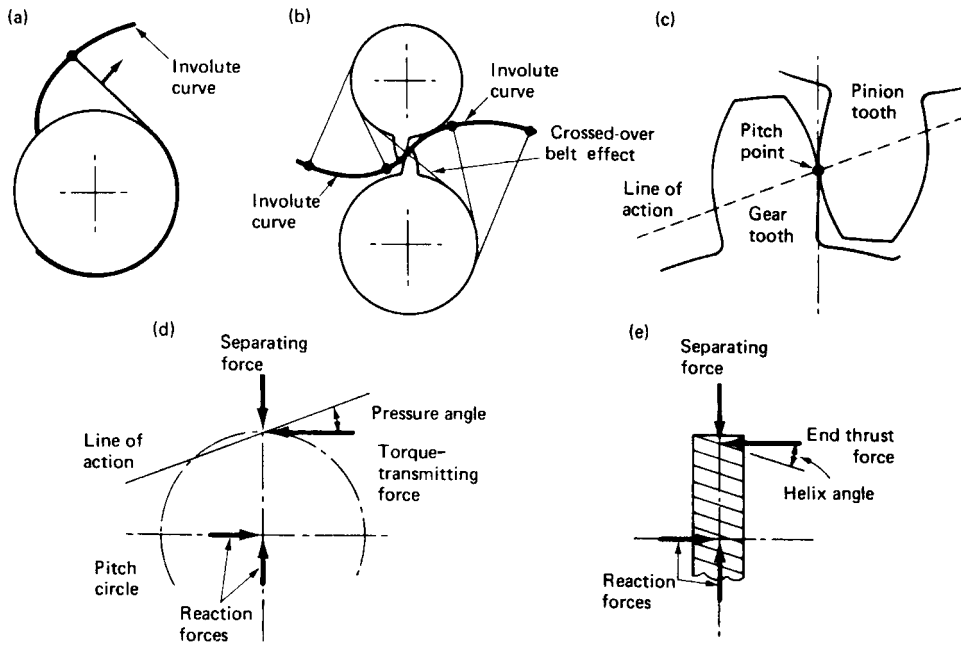 (a)
Involute
curve
(b)
Involute
curve
Crossed-over
belt effect
Involute
curve
(c)
Pinion
tooth
Pitch
point
Line of
action
Gear
tooth
(d)
Separating
force
Pressure angle
Line of
action
Torque-
transmitting
force
Pitch
circle
Reaction
forces
(e)
Separating
force
End thrust
force
Helix angle
Reaction
forces